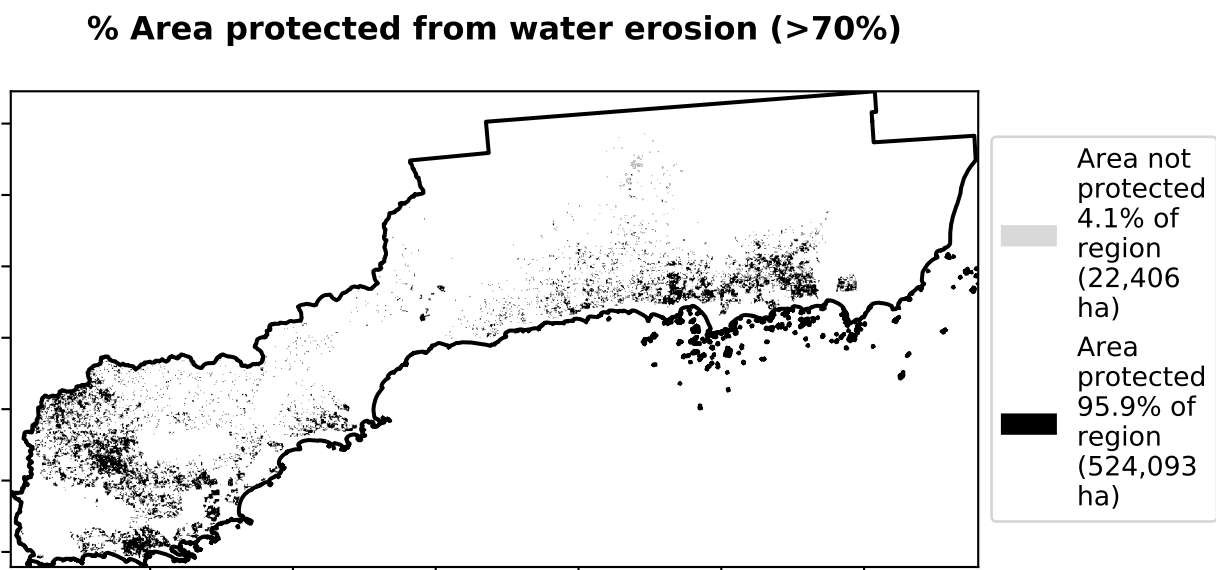 % Area protected from water erosion (>70%)
Area not
protected
4.1% of
region
(22,406
ha)
Area
protected
95.9% of
region
(524,093
ha)